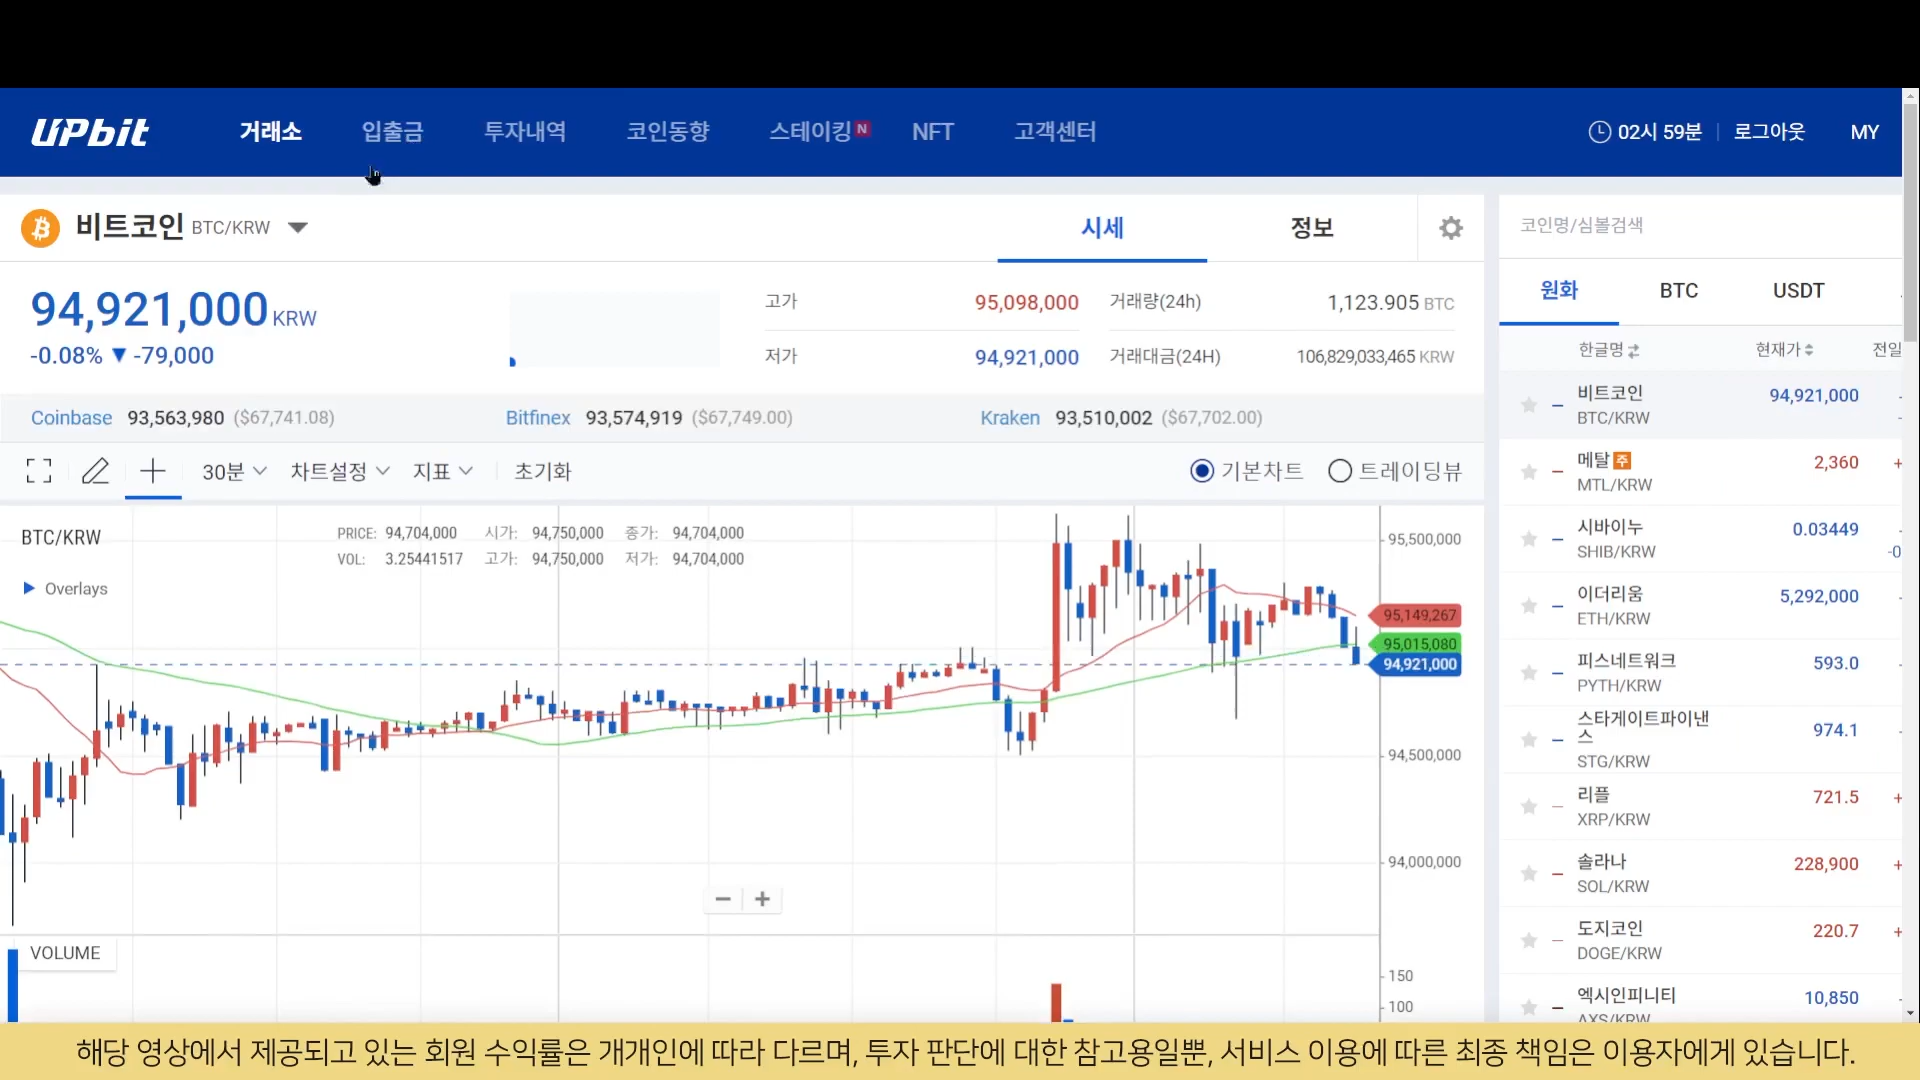 UPbit 거래소 입출금 투자내역 코인동향 스테이킹 N NFT 고객센터 02시 59분 로그아웃 MY
비트코인 BTC/KRW 시세 정보
94,921,000 KRW
-0.08% ▼ -79,000
고가 95,098,000 거래량(24h) 1,123.905 BTC
저가 94,921,000 거래대금(24H) 106,829,033,465 KRW
Coinbase 93,563,980 ($67,741.08) Bitfinex 93,574,919 ($67,749.00) Kraken 93,510,002 ($67,702.00)
30분 차트설정 지표 초기화 기본차트 트레이딩뷰
BTC/KRW
PRICE: 94,704,000 시가: 94,750,000 종가: 94,704,000
VOL: 3.25441517 고가: 94,750,000 저가: 94,704,000
Overlays
95,500,000
95,149,267
95,015,080
94,921,000
94,500,000
94,000,000
VOLUME
150
100
코인명/심볼검색
원화 BTC USDT
한글명 현재가 전일
비트코인 94,921,000
BTC/KRW
메탈 주 2,360 +
MTL/KRW
시바이누 0.03449 -
SHIB/KRW -0
이더리움 5,292,000 -
ETH/KRW
피스네트워크 593.0 -
PYTH/KRW
스타게이트파이낸
스 974.1 -
STG/KRW
리플 721.5 +
XRP/KRW
솔라나 228,900 +
SOL/KRW
도지코인 220.7 +
DOGE/KRW
엑시인피니티 10,850 -
AXS/KRW
해당 영상에서 제공되고 있는 회원 수익률은 개개인에 따라 다르며, 투자 판단에 대한 참고용일뿐, 서비스 이용에 따른 최종 책임은 이용자에게 있습니다.